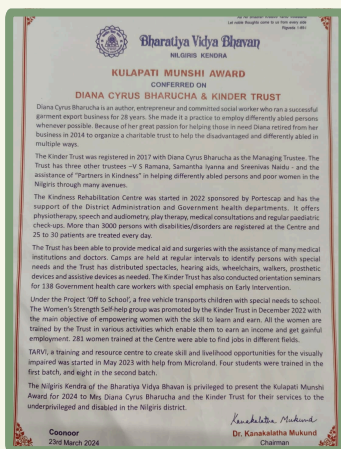 Let noble thoughts come to us from every side
Bharatiya Vidya Bhavan
NILGIRIS KENDRA
KULAPATI MUNSHI AWARD
CONFERRED ON
DIANA CYRUS BHARUCHA & KINDER TRUST
Diana Cyrus Bharucha is an author, entrepreneur and committed social worker who ran a successful
garment export business for 28 years. She made it a practice to employ differently abled persons
whenever possible. Because of her great passion for helping those in need Diana retired from her
business in 2014 to organize a charitable trust to help the disadvantaged and differently abled in
multiple ways.
The Kinder Trust was registered in 2017 with Diana Cyrus Bharucha as the Managing Trustee. The
Trust has three other trustees –V S Ramana, Samantha Iyanna and Sreenivas Naidu - and the
assistance of "Partners in Kindness" in helping differently abled persons and poor women in the
Nilgiris through many avenues.
The Kindness Rehabilitation Centre was started in 2022 sponsored by Portescap and has the
support of the District Administration and Government health departments. It offers
physiotherapy, speech and audiometry, play therapy, medical consultations and regular paediatric
check-ups. More than 3000 persons with disabilities/disorders are registered at the Centre and
25 to 30 patients are treated every day.
The Trust has been able to provide medical aid and surgeries with the assistance of many medical
institutions and doctors. Camps are held at regular intervals to identify persons with special
needs and the Trust has distributed spectacles, hearing aids, wheelchairs, walkers, prosthetic
devices and assistive devices as needed. The Kinder Trust has also conducted orientation seminars
for 138 Government health care workers with special emphasis on Early Intervention.
Under the Project 'Off to School', a free vehicle transports children with special needs to school.
The Women's Strength Self-help group was promoted by the Kinder Trust in December 2022 with
the main objective of empowering women with the skill to learn and earn. All the women are
trained by the Trust in various activities which enable them to earn an income and get gainful
employment. 281 women trained at the Centre were able to find jobs in different fields.
TARVI, a training and resource centre to create skill and livelihood opportunities for the visually
impaired was started in May 2023 with help from Microland. Four students were trained in the
first batch, and eight in the second batch.
The Nilgiris Kendra of the Bharatiya Vidya Bhavan is privileged to present the Kulapati Munshi
Award for 2024 to Mrs Diana Cyrus Bharucha and the Kinder Trust for their services to the
underprivileged and disabled in the Nilgiris district.
Kanakalatha Mukund
Coonoor
23rd March 2024
Dr. Kanakalatha Mukund
Chairman